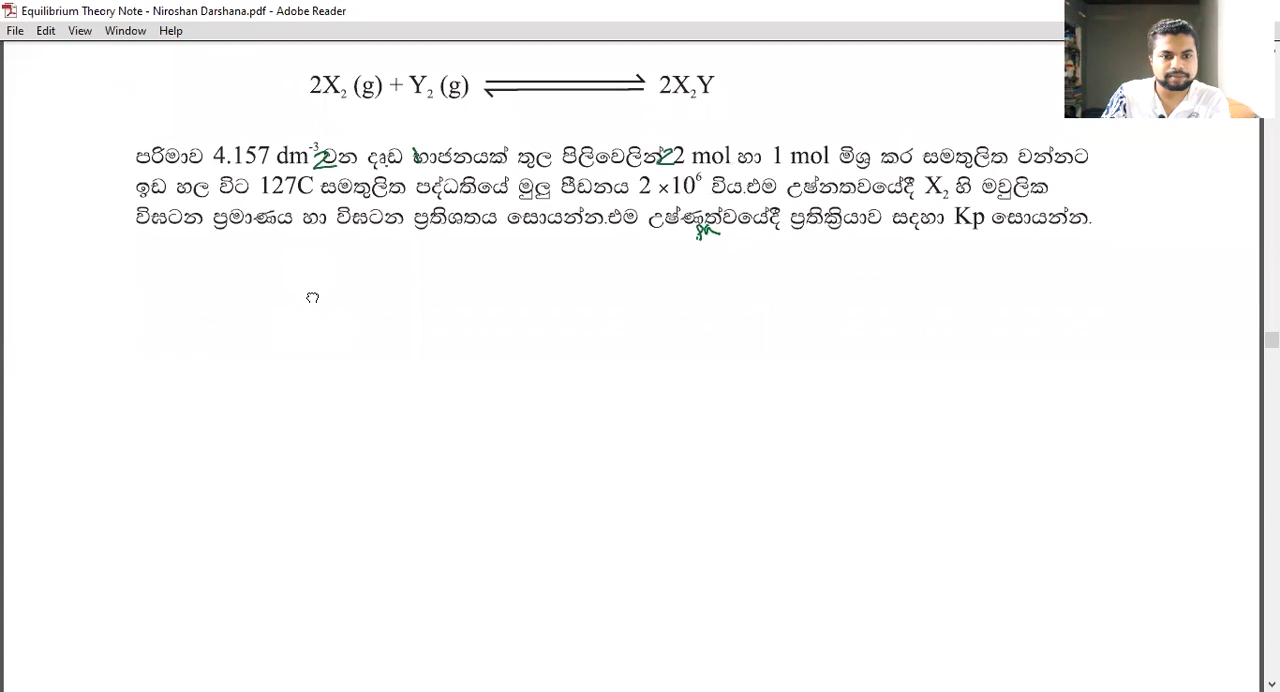 Equilibrium Theory Note - Niroshan Darshana.pdf - Adobe Reader
File Edit View Window Help
2X₂ (g) + Y₂ (g) ⇌ 2X₂Y
පරිමාව 4.157 dm⁻³ වන දෘඩ භාජනයක් තුල පිලිවෙලින් 2 mol හා 1 mol මිශ්‍ර කර සමතුලිත වන්නට
ඉඩ හල විට 127C සමතුලිත පද්ධතියේ මුලු පීඩනය 2 ×10⁶ විය.එම උෂ්නතවයේදී X₂ හි මවුලික
විඝටන ප්‍රමාණය හා විඝටන ප්‍රතිශතය සොයන්න.එම උෂ්ණත්වයේදී ප්‍රතික්‍රියාව සදහා Kp සොයන්න.